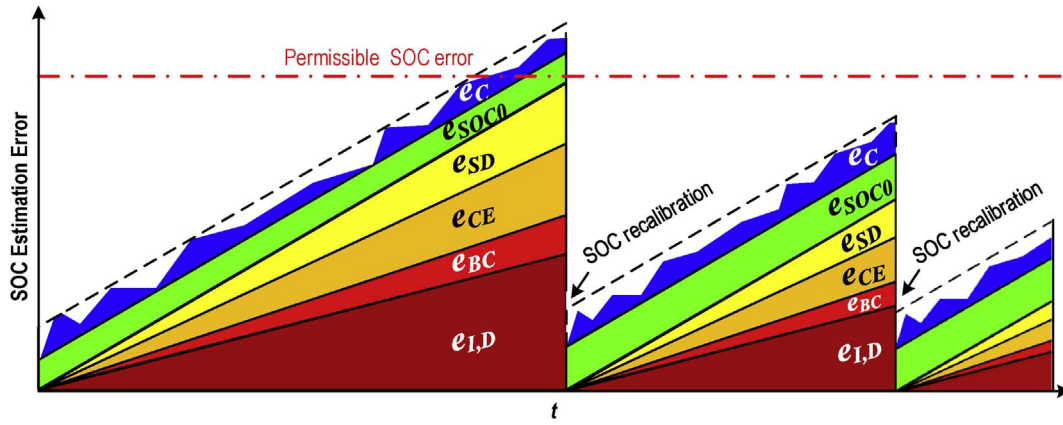 Permissible SOC error
SOC Estimation Error
eC
eSOC0
eSD
eCE
eBC
eI,D
SOC recalibration
eC
eSOC0
eSD
eCE
eBC
eI,D
SOC recalibration
t